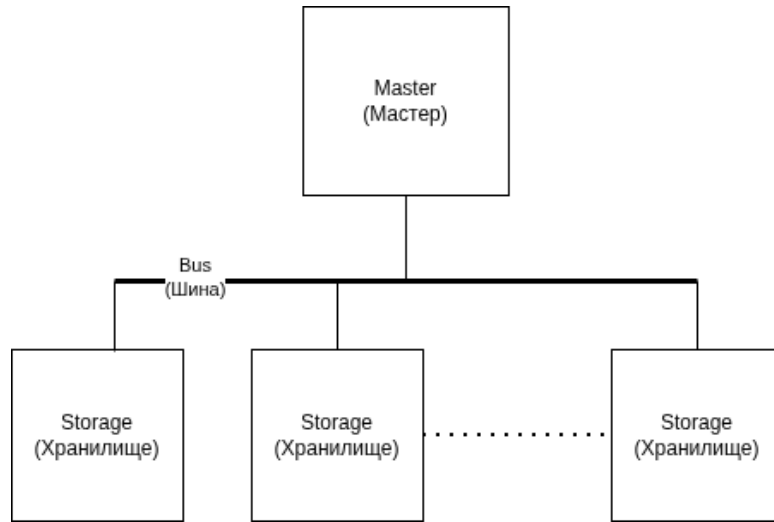 Master
(Мастер)
Bus
(Шина)
Storage
(Хранилище)
Storage
(Хранилище)
Storage
(Хранилище)